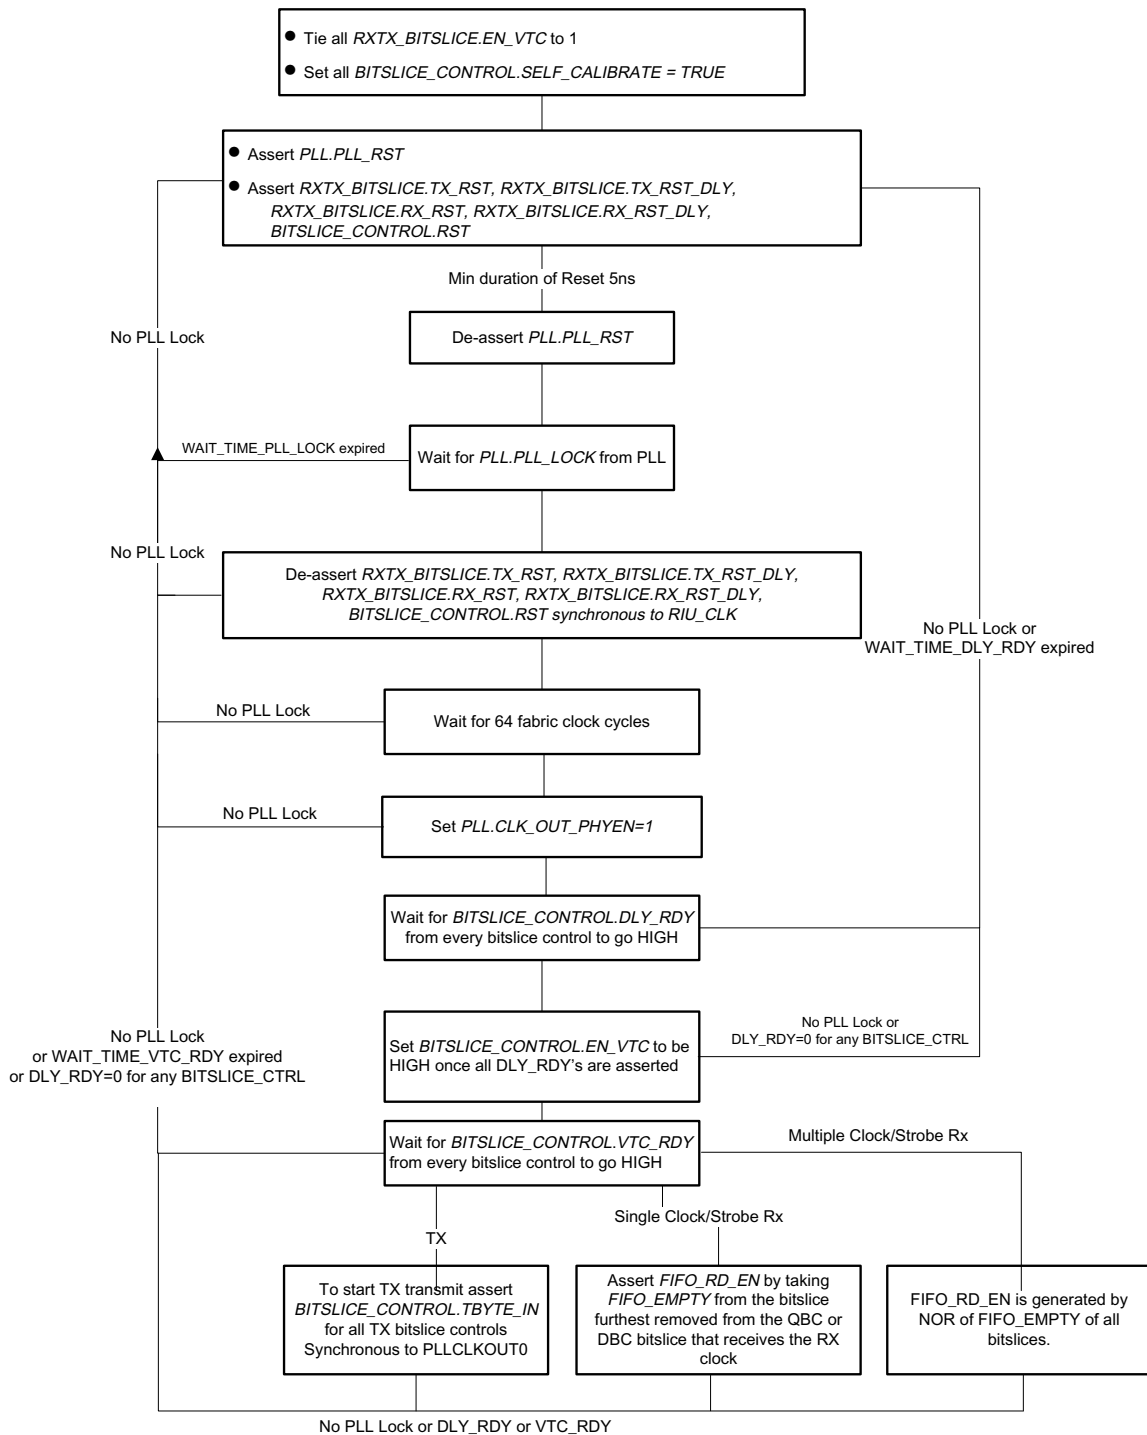 ● Tie all RXTX_BITSLICE.EN_VTC to 1
● Set all BITSLICE_CONTROL.SELF_CALIBRATE = TRUE
● Assert PLL.PLL_RST
● Assert RXTX_BITSLICE.TX_RST, RXTX_BITSLICE.TX_RST_DLY,
RXTX_BITSLICE.RX_RST, RXTX_BITSLICE.RX_RST_DLY,
BITSLICE_CONTROL.RST
Min duration of Reset 5ns
No PLL Lock
De-assert PLL.PLL_RST
WAIT_TIME_PLL_LOCK expired
Wait for PLL.PLL_LOCK from PLL
No PLL Lock
De-assert RXTX_BITSLICE.TX_RST, RXTX_BITSLICE.TX_RST_DLY,
RXTX_BITSLICE.RX_RST, RXTX_BITSLICE.RX_RST_DLY,
BITSLICE_CONTROL.RST synchronous to RIU_CLK
No PLL Lock or
WAIT_TIME_DLY_RDY expired
No PLL Lock
Wait for 64 fabric clock cycles
No PLL Lock
Set PLL.CLK_OUT_PHYEN=1
Wait for BITSLICE_CONTROL.DLY_RDY
from every bitslice control to go HIGH
No PLL Lock
or WAIT_TIME_VTC_RDY expired
or DLY_RDY=0 for any BITSLICE_CTRL
Set BITSLICE_CONTROL.EN_VTC to be
HIGH once all DLY_RDY's are asserted
No PLL Lock or
DLY_RDY=0 for any BITSLICE_CTRL
Wait for BITSLICE_CONTROL.VTC_RDY
from every bitslice control to go HIGH
Multiple Clock/Strobe Rx
Single Clock/Strobe Rx
TX
To start TX transmit assert
BITSLICE_CONTROL.TBYTE_IN
for all TX bitslice controls
Synchronous to PLLCLKOUT0
Assert FIFO_RD_EN by taking
FIFO_EMPTY from the bitslice
furthest removed from the QBC or
DBC bitslice that receives the RX
clock
FIFO_RD_EN is generated by
NOR of FIFO_EMPTY of all
bitslices.
No PLL Lock or DLY_RDY or VTC_RDY